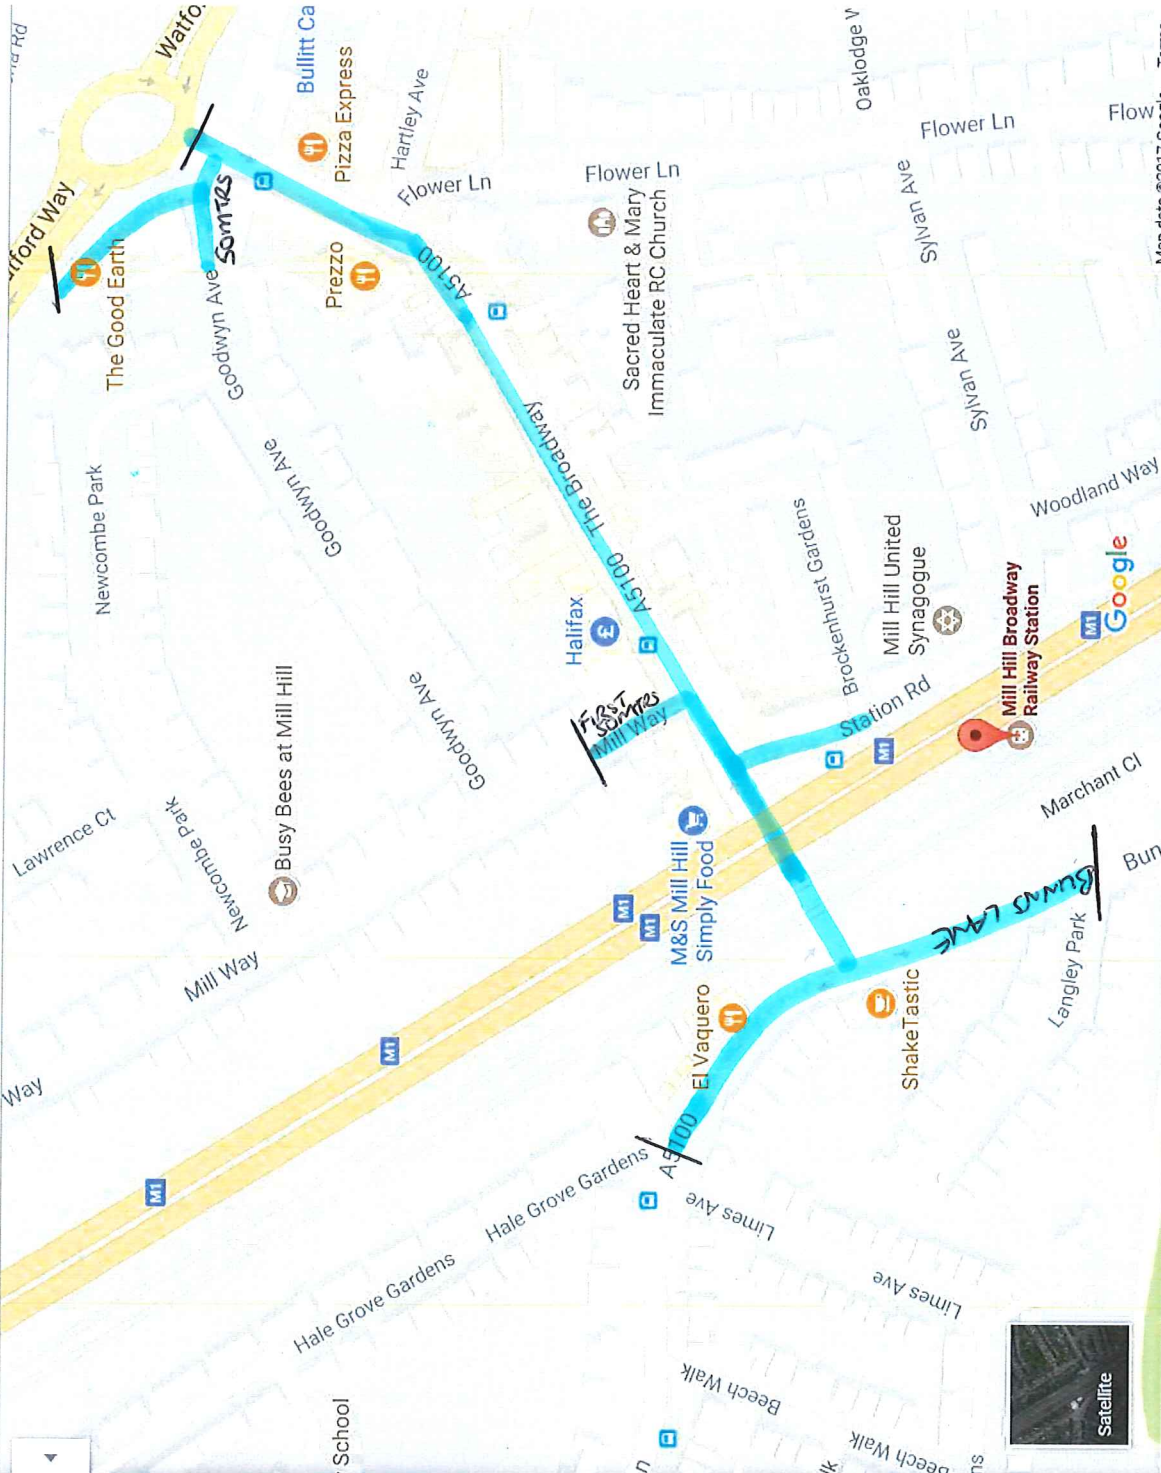 Watford Way
Watfo
Bullitt Ca
Pizza Express
Hartley Ave
Oaklodge W
Flower Ln
Flower Ln
Flower Ln
Flow
The Good Earth
50MTRS
Goodwyn Ave
Prezzo
A5100
Sacred Heart & Mary
Immaculate RC Church
Sylvan Ave
Sylvan Ave
Newcombe Park
Goodwyn Ave
The Broadway
Woodland Way
Halifax
A5100
Brockenhurst Gardens
Mill Hill United
Synagogue
Mill Hill Broadway
Railway Station
M1
Google
Busy Bees at Mill Hill
Goodwyn Ave
FIRST
50MTRS
Mill Way
Station Rd
M1
Lawrence Ct
Newcombe Park
Marchant Cl
M&S Mill Hill
Simply Food
M1
M1
Bun
BUNNS LANE
Mill Way
El Vaquero
ShakeTastic
Langley Park
Way
M1
A5100
Hale Grove Gardens
Limes Ave
M1
Hale Grove Gardens
Limes Ave
Beech Walk
Beech Walk
School
satellite